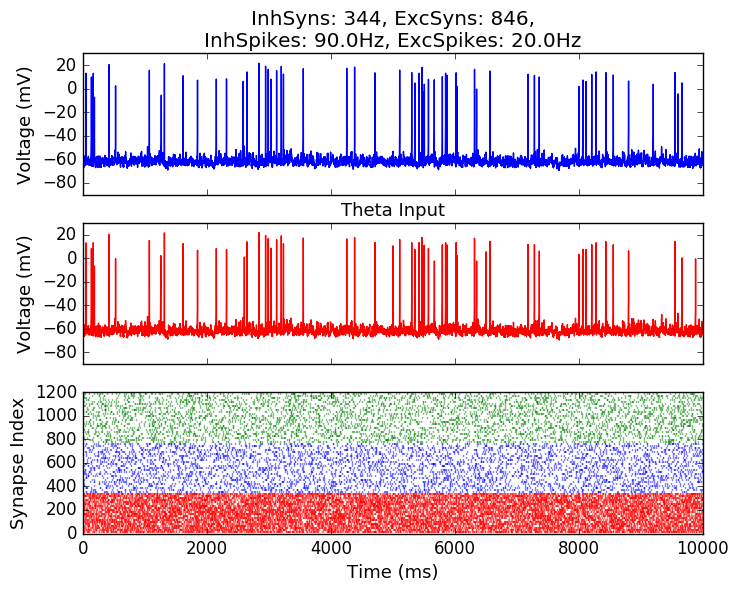 InhSyns: 344, ExcSyns: 846,
InhSpikes: 90.0Hz, ExcSpikes: 20.0Hz
20
0
−20
−40
−60
−80
Voltage (mV)
Theta Input
20
0
−20
−40
−60
−80
Voltage (mV)
1200
1000
800
600
400
200
0
Synapse Index
0 2000 4000 6000 8000 10000
Time (ms)